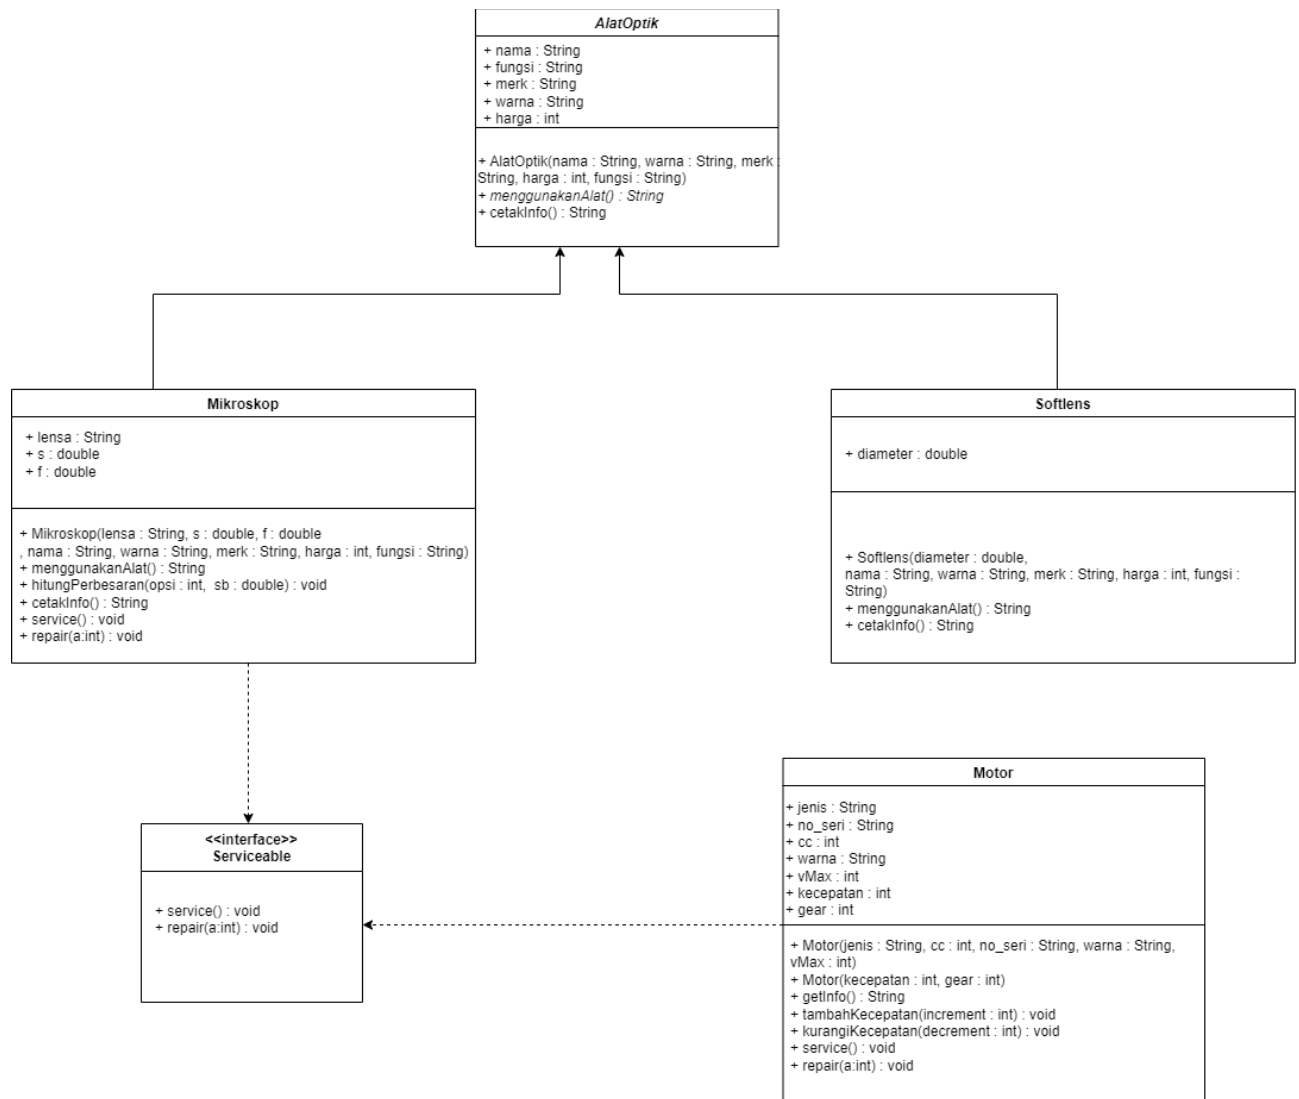 AlatOptik
+ nama : String
+ fungsi : String
+ merk : String
+ warna : String
+ harga : int
+ AlatOptik(nama : String, warna : String, merk :
String, harga : int, fungsi : String)
+ menggunakanAlat() : String
+ cetakInfo() : String
Mikroskop
+ lensa : String
+ s : double
+ f : double
+ Mikroskop(lensa : String, s : double, f : double
, nama : String, warna : String, merk : String, harga : int, fungsi : String)
+ menggunakanAlat() : String
+ hitungPerbesaran(opsi : int, sb : double) : void
+ cetakInfo() : String
+ service() : void
+ repair(a:int) : void
Softlens
+ diameter : double
+ Softlens(diameter : double,
nama : String, warna : String, merk : String, harga : int, fungsi :
String)
+ menggunakanAlat() : String
+ cetakInfo() : String
<<interface>>
Serviceable
+ service() : void
+ repair(a:int) : void
Motor
+ jenis : String
+ no_seri : String
+ cc : int
+ warna : String
+ vMax : int
+ kecepatan : int
+ gear : int
+ Motor(jenis : String, cc : int, no_seri : String, warna : String,
vMax : int)
+ Motor(kecepatan : int, gear : int)
+ getInfo() : String
+ tambahKecepatan(increment : int) : void
+ kurangiKecepatan(decrement : int) : void
+ service() : void
+ repair(a:int) : void